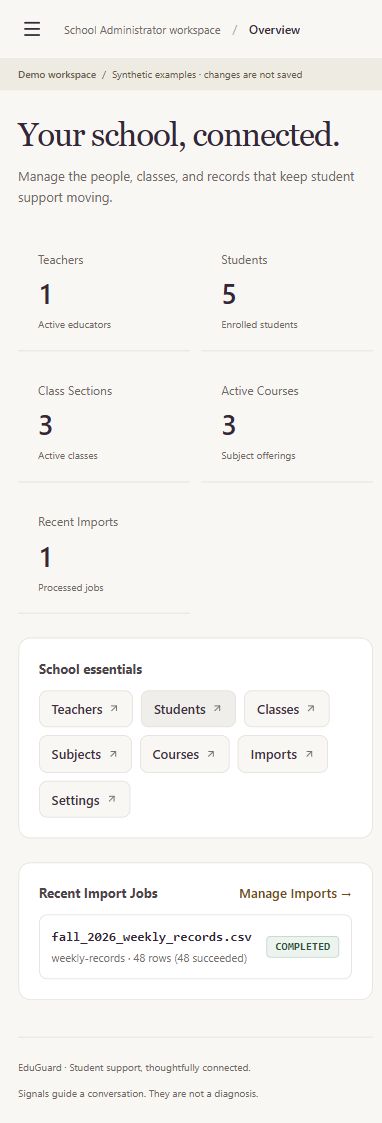 School Administrator workspace / Overview
Demo workspace / Synthetic examples · changes are not saved
Your school, connected.
Manage the people, classes, and records that keep student
support moving.
Teachers
1
Active educators
Students
5
Enrolled students
Class Sections
3
Active classes
Active Courses
3
Subject offerings
Recent Imports
1
Processed jobs
School essentials
Teachers ↗ Students ↗ Classes ↗
Subjects ↗ Courses ↗ Imports ↗
Settings ↗
Recent Import Jobs Manage Imports →
fall_2026_weekly_records.csv
weekly-records · 48 rows (48 succeeded)
COMPLETED
EduGuard · Student support, thoughtfully connected.
Signals guide a conversation. They are not a diagnosis.